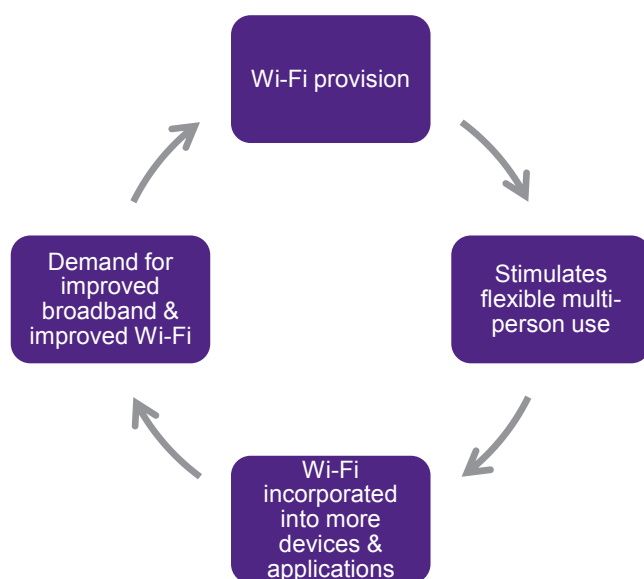 Wi-Fi provision
Stimulates
flexible multi-
person use
Wi-Fi
incorporated
into more
devices &
applications
Demand for
improved
broadband &
improved Wi-Fi